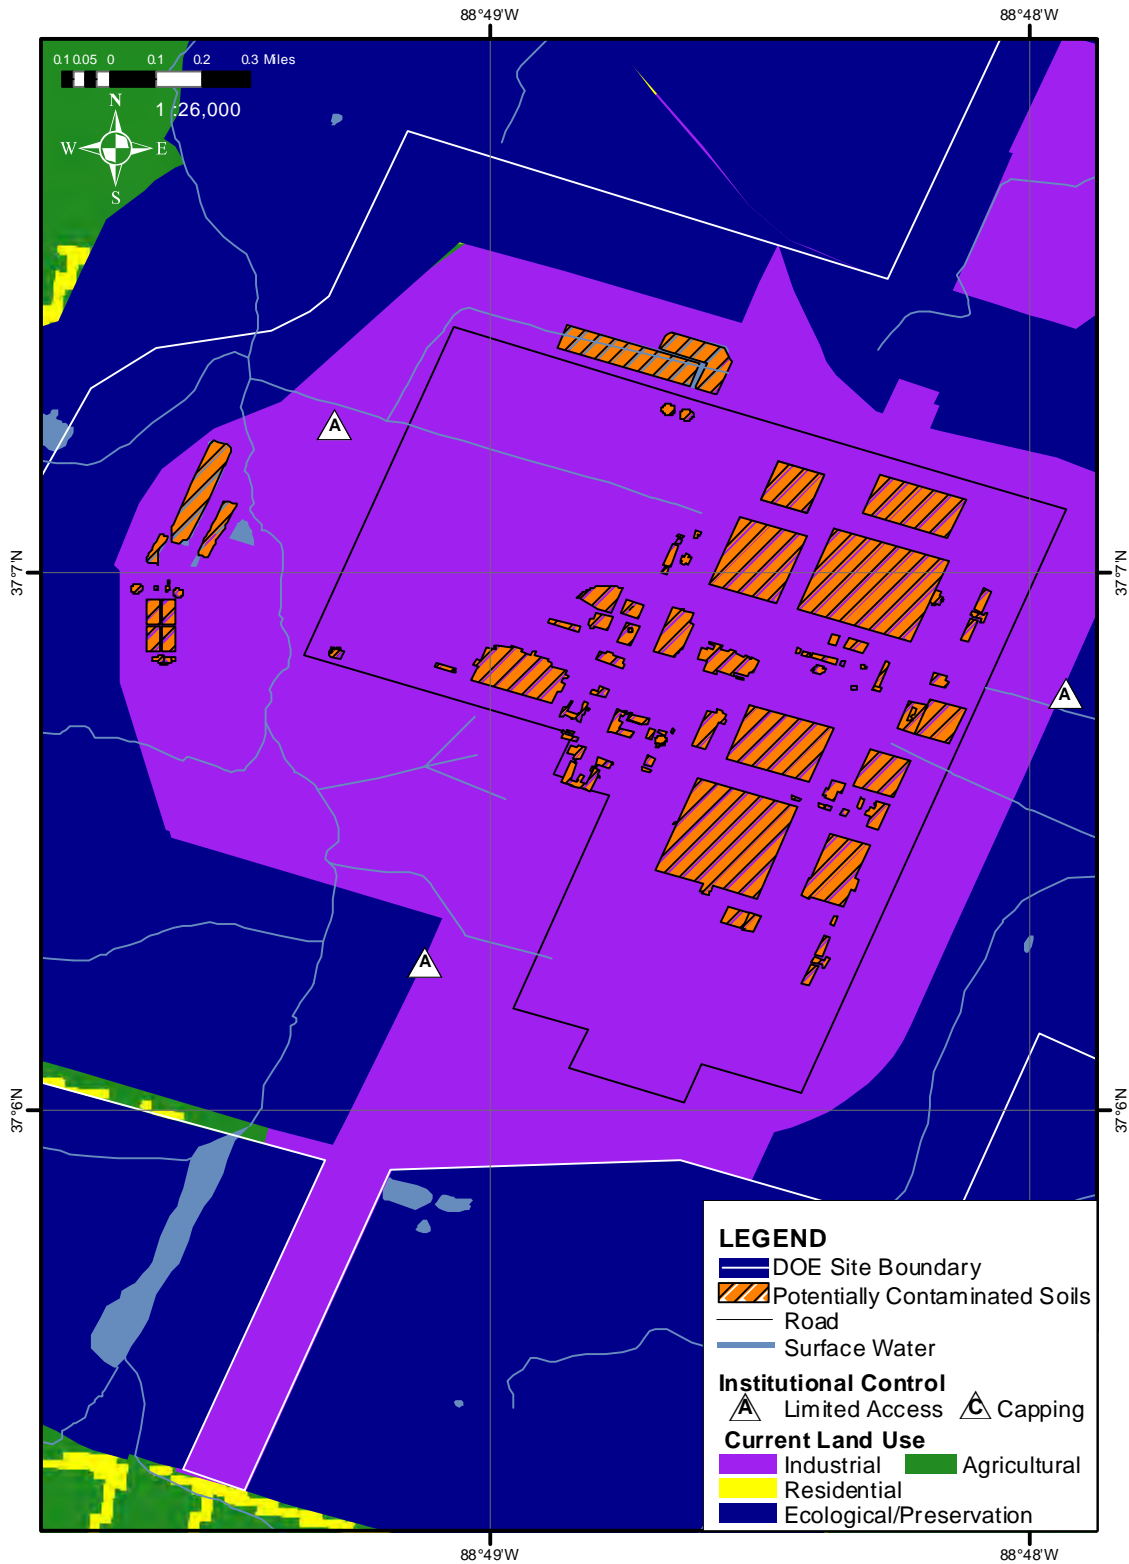 88°49'W 88°48'W
0.1 0.05 0 0.1 0.2 0.3 Miles
1 :26,000
N
W E
S
A
37°7'N 37°7'N
A
A
37°6'N 37°6'N
LEGEND
DOE Site Boundary
Potentially Contaminated Soils
Road
Surface Water
Institutional Control
A Limited Access C Capping
Current Land Use
Industrial Agricultural
Residential
Ecological/Preservation
88°49'W 88°48'W